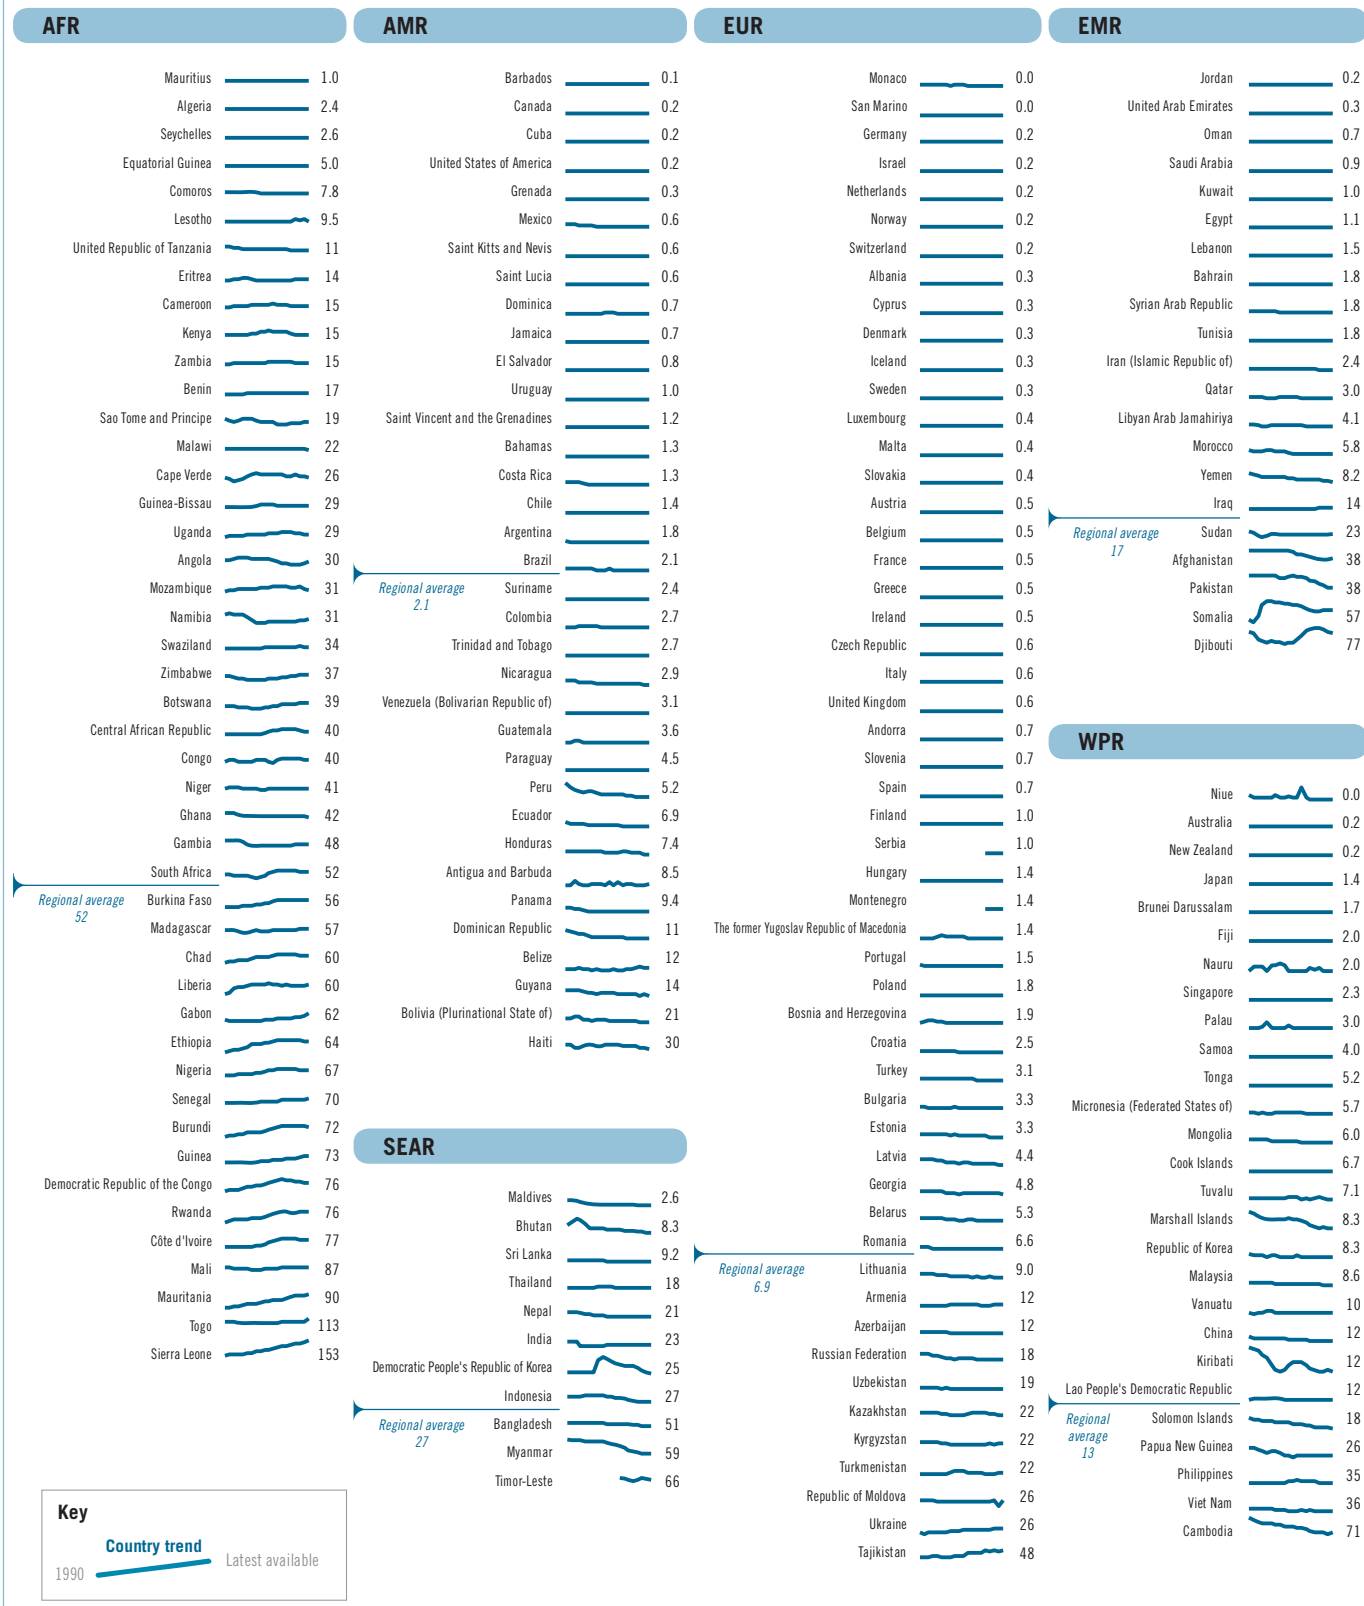 AFR
Mauritius 1.0
Algeria 2.4
Seychelles 2.6
Equatorial Guinea 5.0
Comoros 7.8
Lesotho 9.5
United Republic of Tanzania 11
Eritrea 14
Cameroon 15
Kenya 15
Zambia 15
Benin 17
Sao Tome and Principe 19
Malawi 22
Cape Verde 26
Guinea-Bissau 29
Uganda 29
Angola 30
Mozambique 31
Namibia 31
Swaziland 34
Zimbabwe 37
Botswana 39
Central African Republic 40
Congo 40
Niger 41
Ghana 42
Gambia 48
South Africa 52
Regional average
52
Burkina Faso 56
Madagascar 57
Chad 60
Liberia 60
Gabon 62
Ethiopia 64
Nigeria 67
Senegal 70
Burundi 72
Guinea 73
Democratic Republic of the Congo 76
Rwanda 76
Côte d'Ivoire 77
Mali 87
Mauritania 90
Togo 113
Sierra Leone 153
Key
Country trend
1990
Latest available
AMR
Barbados 0.1
Canada 0.2
Cuba 0.2
United States of America 0.2
Grenada 0.3
Mexico 0.6
Saint Kitts and Nevis 0.6
Saint Lucia 0.6
Dominica 0.7
Jamaica 0.7
El Salvador 0.8
Uruguay 1.0
Saint Vincent and the Grenadines 1.2
Bahamas 1.3
Costa Rica 1.3
Chile 1.4
Argentina 1.8
Brazil 2.1
Regional average
2.1
Suriname 2.4
Colombia 2.7
Trinidad and Tobago 2.7
Nicaragua 2.9
Venezuela (Bolivarian Republic of) 3.1
Guatemala 3.6
Paraguay 4.5
Peru 5.2
Ecuador 6.9
Honduras 7.4
Antigua and Barbuda 8.5
Panama 9.4
Dominican Republic 11
Belize 12
Guyana 14
Bolivia (Plurinational State of) 21
Haiti 30
SEAR
Maldives 2.6
Bhutan 8.3
Sri Lanka 9.2
Thailand 18
Nepal 21
India 23
Democratic People's Republic of Korea 25
Indonesia 27
Regional average
27
Bangladesh 51
Myanmar 59
Timor-Leste 66
EUR
Monaco 0.0
San Marino 0.0
Germany 0.2
Israel 0.2
Netherlands 0.2
Norway 0.2
Switzerland 0.2
Albania 0.3
Cyprus 0.3
Denmark 0.3
Iceland 0.3
Sweden 0.3
Luxembourg 0.4
Malta 0.4
Slovakia 0.4
Austria 0.5
Belgium 0.5
France 0.5
Greece 0.5
Ireland 0.5
Czech Republic 0.6
Italy 0.6
United Kingdom 0.6
Andorra 0.7
Slovenia 0.7
Spain 0.7
Finland 1.0
Serbia 1.0
Hungary 1.4
Montenegro 1.4
The former Yugoslav Republic of Macedonia 1.4
Portugal 1.5
Poland 1.8
Bosnia and Herzegovina 1.9
Croatia 2.5
Turkey 3.1
Bulgaria 3.3
Estonia 3.3
Latvia 4.4
Georgia 4.8
Belarus 5.3
Romania 6.6
Regional average
6.9
Lithuania 9.0
Armenia 12
Azerbaijan 12
Russian Federation 18
Uzbekistan 19
Kazakhstan 22
Kyrgyzstan 22
Turkmenistan 22
Republic of Moldova 26
Ukraine 26
Tajikistan 48
EMR
Jordan 0.2
United Arab Emirates 0.3
Oman 0.7
Saudi Arabia 0.9
Kuwait 1.0
Egypt 1.1
Lebanon 1.5
Bahrain 1.8
Syrian Arab Republic 1.8
Tunisia 1.8
Iran (Islamic Republic of) 2.4
Qatar 3.0
Libyan Arab Jamahiriya 4.1
Morocco 5.8
Yemen 8.2
Iraq 14
Regional average
17
Sudan 23
Afghanistan 38
Pakistan 38
Somalia 57
Djibouti 77
WPR
Niue 0.0
Australia 0.2
New Zealand 0.2
Japan 1.4
Brunei Darussalam 1.7
Fiji 2.0
Nauru 2.0
Singapore 2.3
Palau 3.0
Samoa 4.0
Tonga 5.2
Micronesia (Federated States of) 5.7
Mongolia 6.0
Cook Islands 6.7
Tuvalu 7.1
Marshall Islands 8.3
Republic of Korea 8.3
Malaysia 8.6
Vanuatu 10
China 12
Kiribati 12
Lao People's Democratic Republic 12
Regional
average
13
Solomon Islands 18
Papua New Guinea 26
Philippines 35
Viet Nam 36
Cambodia 71